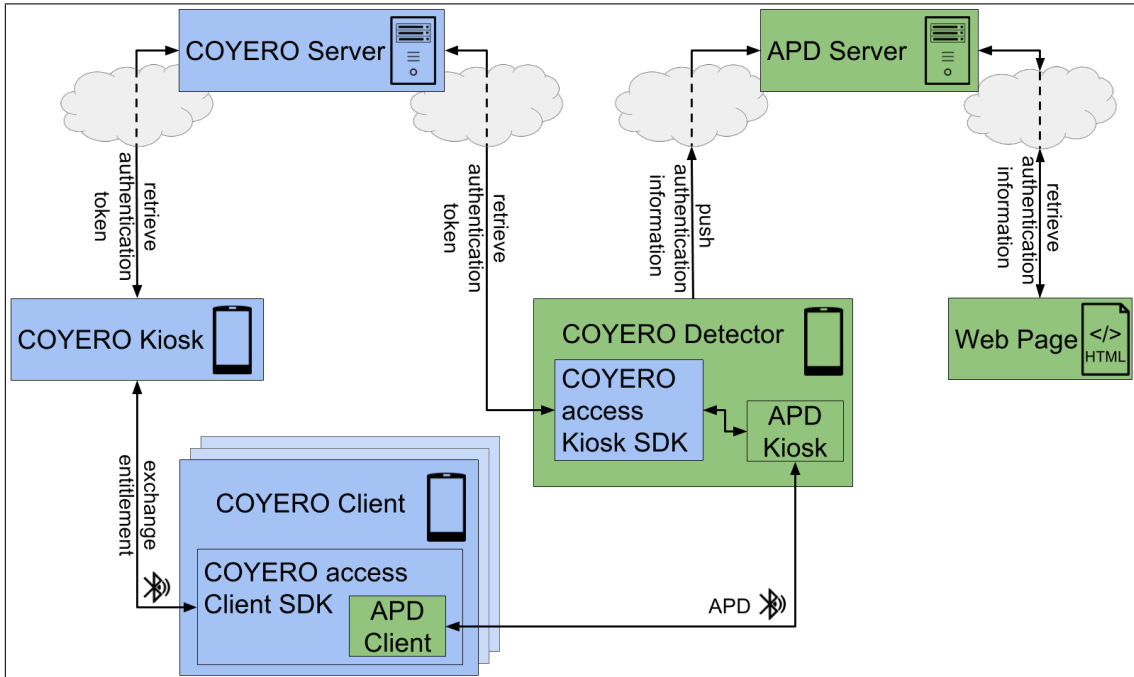 COYERO Server
APD Server
retrieve
authentication
token
retrieve
authentication
token
push
authentication
information
retrieve
authentication
information
COYERO Kiosk
COYERO Detector
COYERO
access
Kiosk SDK
APD
Kiosk
Web Page
</>
HTML
exchange
entitlement
COYERO Client
COYERO access
Client SDK
APD
Client
APD